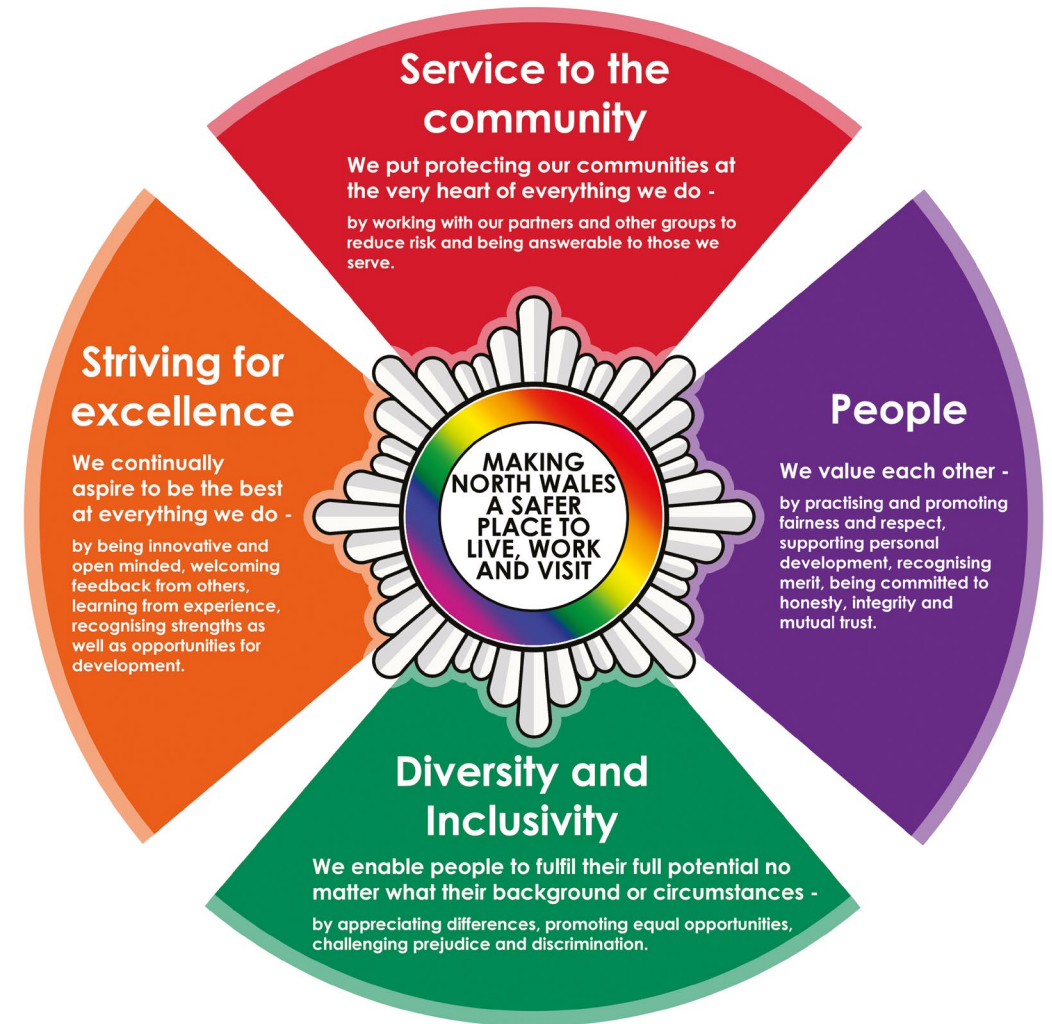 Service to the
community
We put protecting our communities at
the very heart of everything we do -
by working with our partners and other groups to
reduce risk and being answerable to those we
serve.
Striving for
excellence
We continually
aspire to be the best
at everything we do -
by being innovative and
open minded, welcoming
feedback from others,
learning from experience,
recognising strengths as
well as opportunities for
development.
MAKING
NORTH WALES
A SAFER
PLACE TO
LIVE, WORK
AND VISIT
People
We value each other -
by practising and promoting
fairness and respect,
supporting personal
development, recognising
merit, being committed to
honesty, integrity and
mutual trust.
Diversity and
Inclusivity
We enable people to fulfil their full potential no
matter what their background or circumstances -
by appreciating differences, promoting equal opportunities,
challenging prejudice and discrimination.